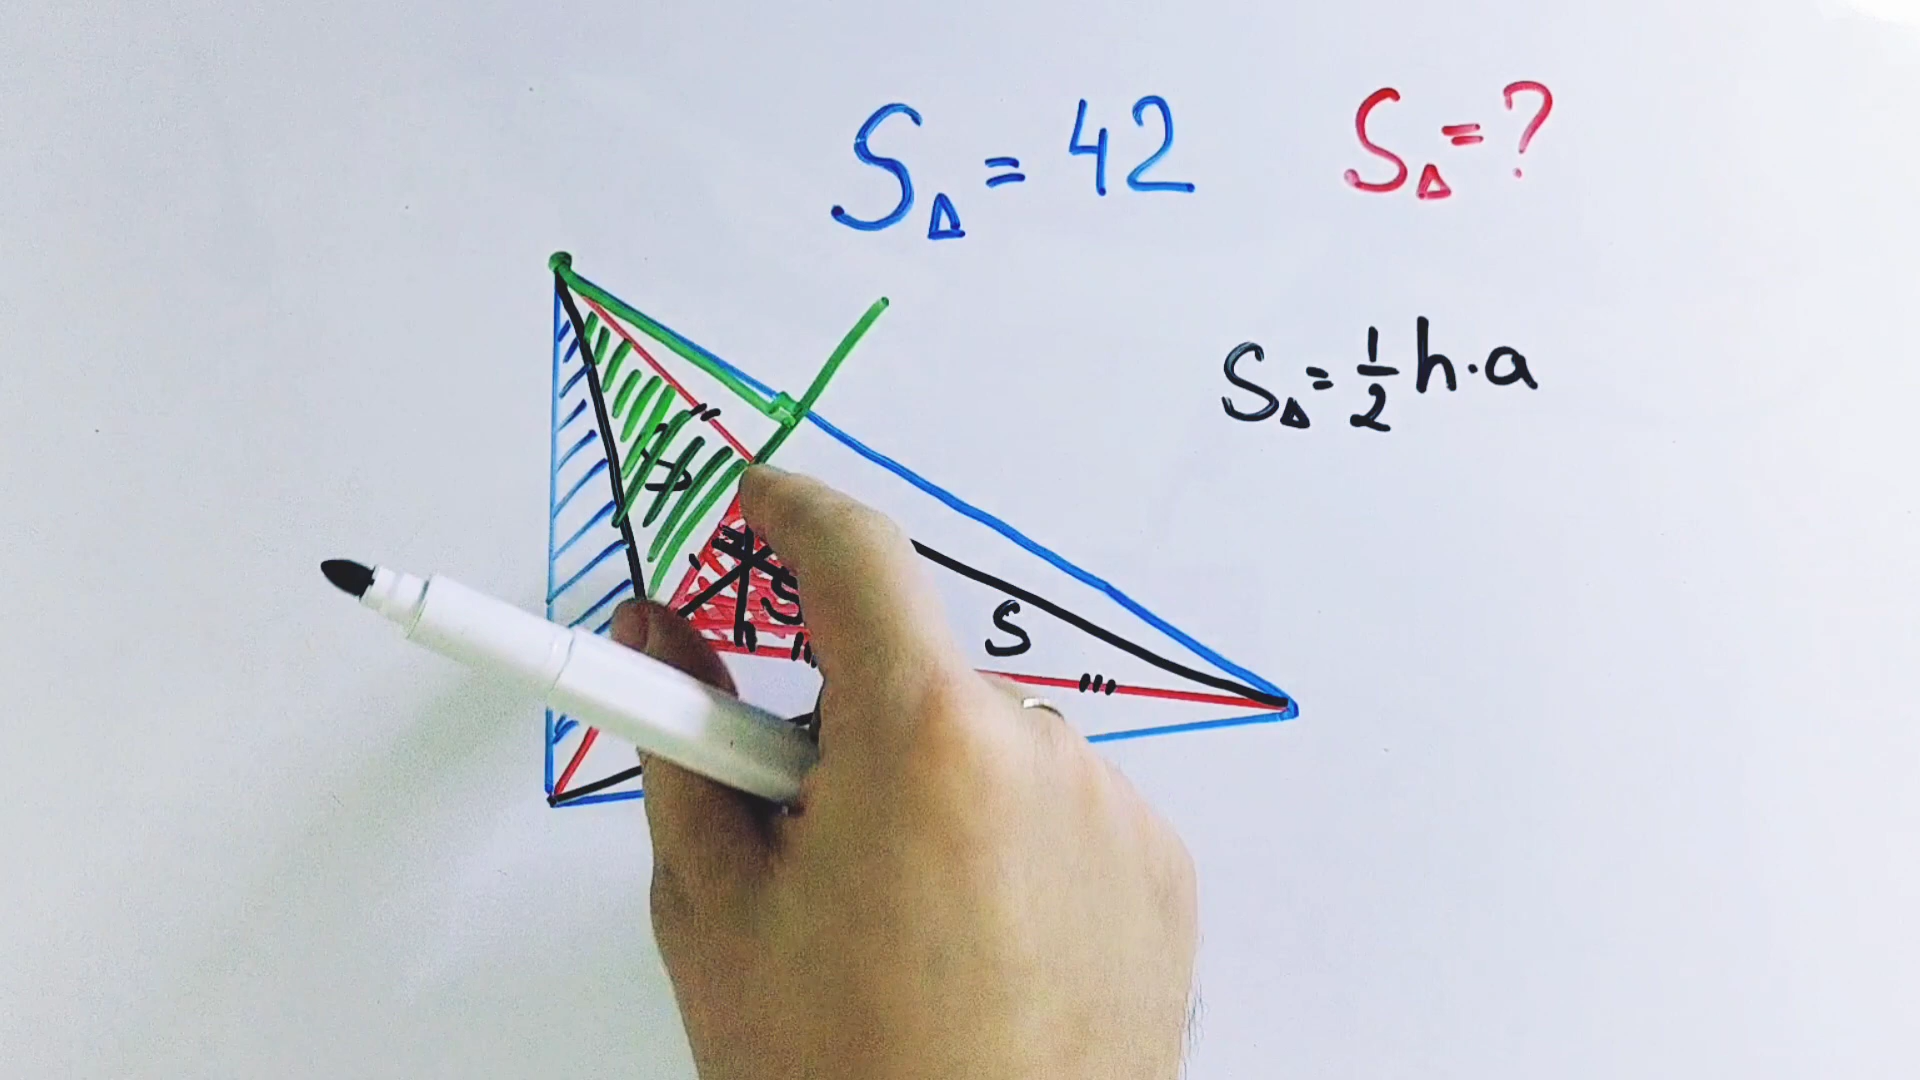 S△ = 42 S△ = ?
S△ = 1/2 h · a
S
S
h